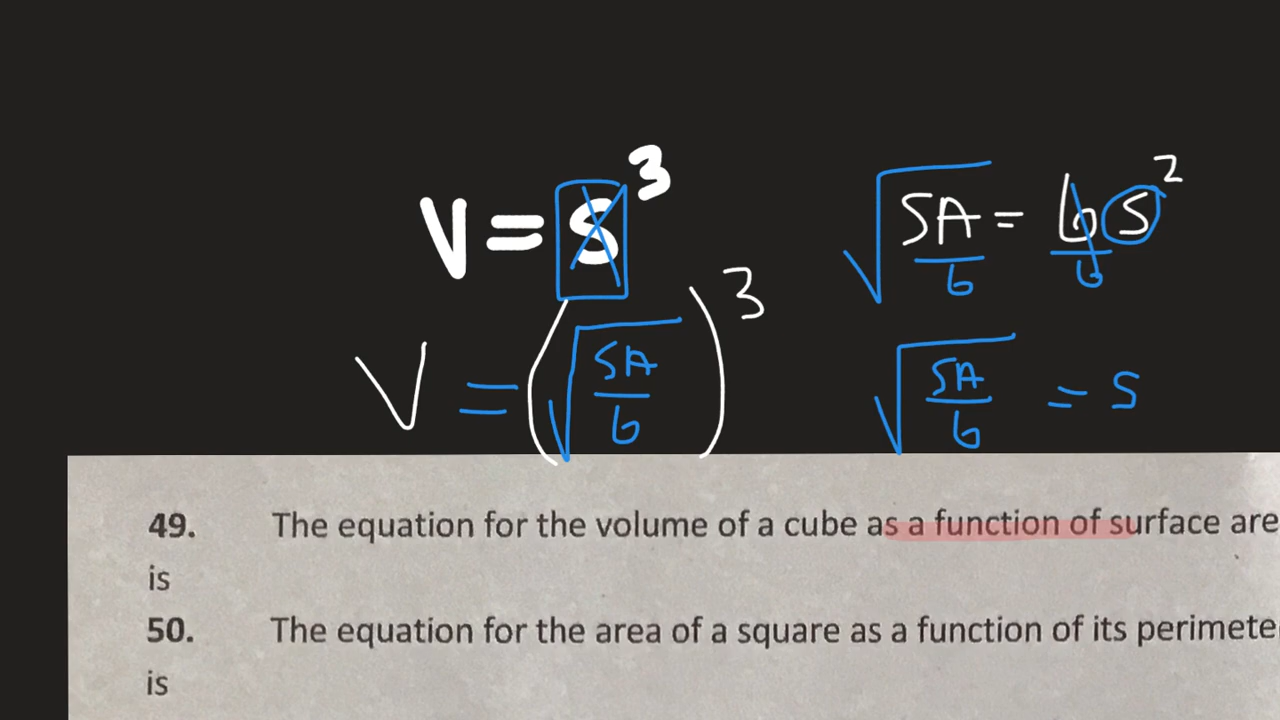 V = s³
√SA/6 = 6s²/6
V = (√SA/6)³
√SA/6 = s
49. The equation for the volume of a cube as a function of surface are
is
50. The equation for the area of a square as a function of its perimete
is